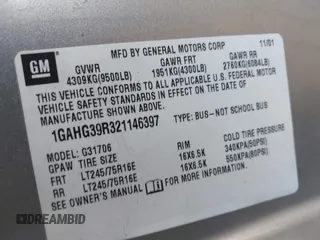 GM
MFD BY GENERAL MOTORS CORP
11/01
GVWR
GAWR FRT
GAWR RR
4309KG(9500LB)
1951KG(4300LB)
2760KG(6084LB)
THIS VEHICLE CONFORMS TO ALL APPLICABLE U.S. FEDERAL
MOTOR VEHICLE SAFETY STANDARDS IN EFFECT ON THE DATE OF
MANUFACTURE SHOWN ABOVE.
1GAHG39R321146397
TYPE: BUS-NOT SCHOOL BUS
MODEL: G31706
GPAW TIRE SIZE
RIM
COLD TIRE PRESSURE
FRT LT245/75R16E
16X6.5K
340KPA(50PSI)
RR LT245/75R16E
16X6.5K
550KPA(80PSI)
SEE OWNER'S MANUAL FOR ADDITIONAL INFORMATION.
AUTOBIDMASTER